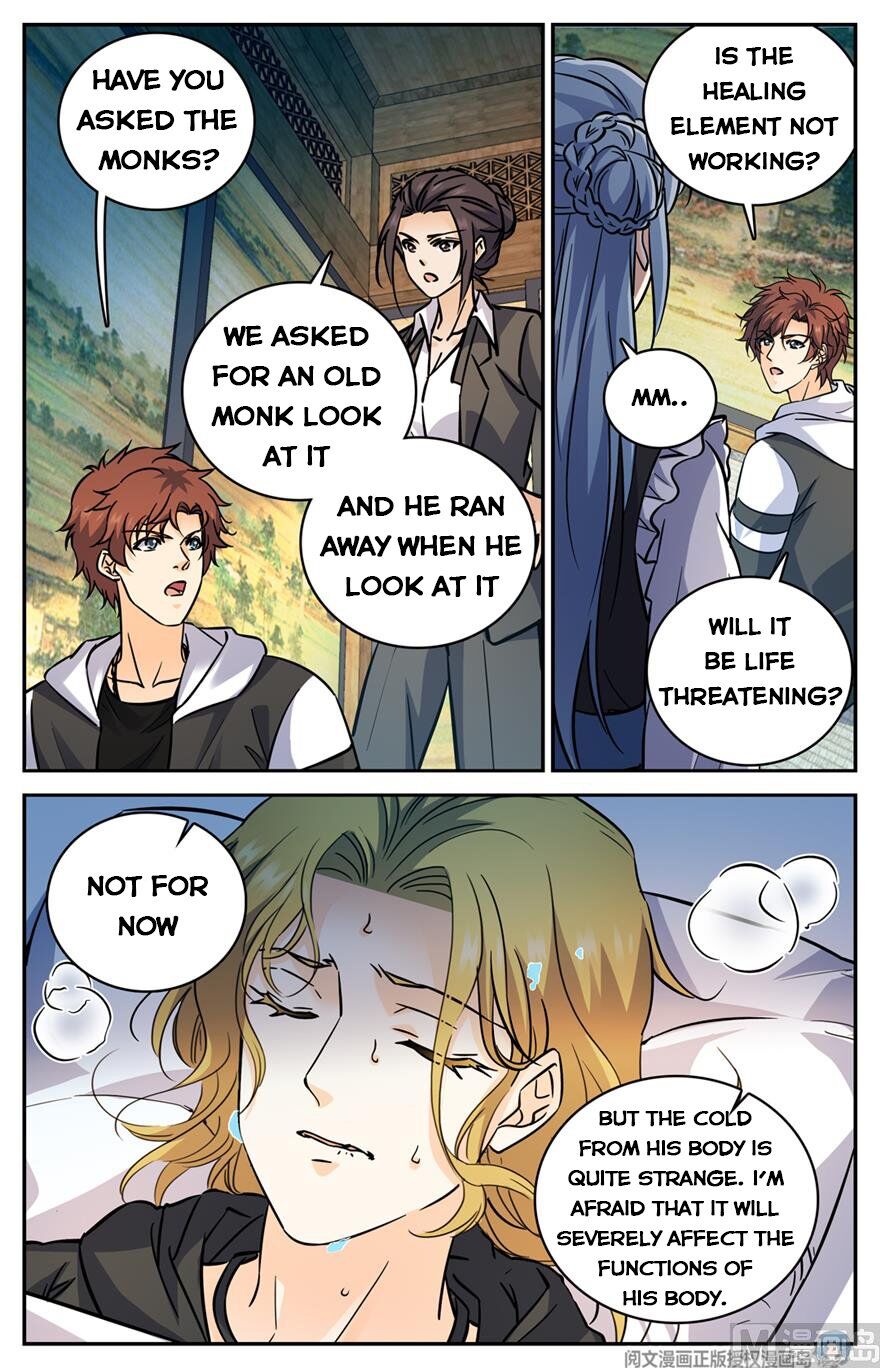 HAVE YOU
ASKED THE
MONKS?
WE ASKED
FOR AN OLD
MONK LOOK
AT IT
AND HE RAN
AWAY WHEN HE
LOOK AT IT
IS THE
HEALING
ELEMENT NOT
WORKING?
MM..
WILL IT
BE LIFE
THREATENING?
NOT FOR
NOW
BUT THE COLD
FROM HIS BODY IS
QUITE STRANGE. I'M
AFRAID THAT IT WILL
SEVERELY AFFECT THE
FUNCTIONS OF
HIS BODY.
阅文漫画正版授权漫画岛